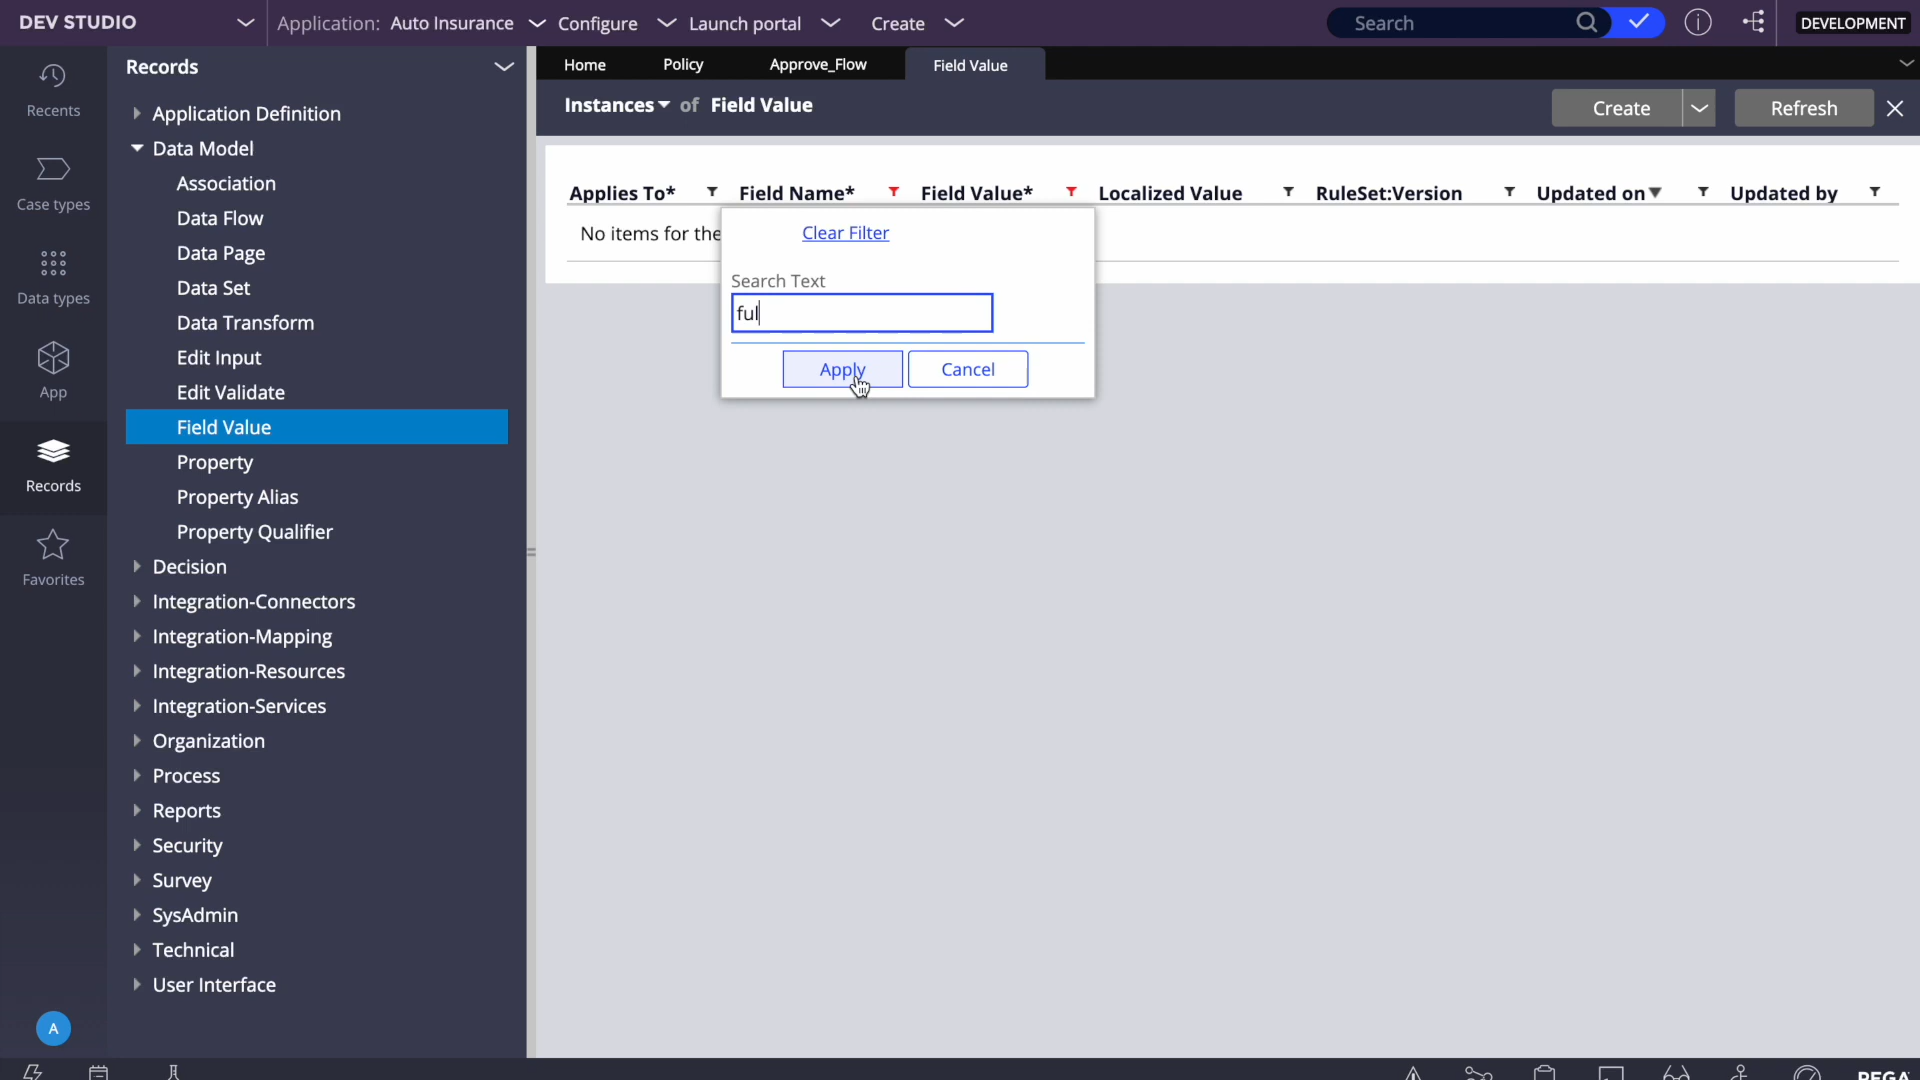 DEV STUDIO
Application: Auto Insurance
Configure
Launch portal
Create
Search
DEVELOPMENT
Recents
Case types
Data types
App
Records
Favorites
A
Records
Application Definition
Data Model
Association
Data Flow
Data Page
Data Set
Data Transform
Edit Input
Edit Validate
Field Value
Property
Property Alias
Property Qualifier
Decision
Integration-Connectors
Integration-Mapping
Integration-Resources
Integration-Services
Organization
Process
Reports
Security
Survey
SysAdmin
Technical
User Interface
Home
Policy
Approve_Flow
Field Value
Instances of Field Value
Create
Refresh
Applies To*
Field Name*
Field Value*
Localized Value
RuleSet:Version
Updated on
Updated by
No items for the
Clear Filter
Search Text
ful
Apply
Cancel
PEGA